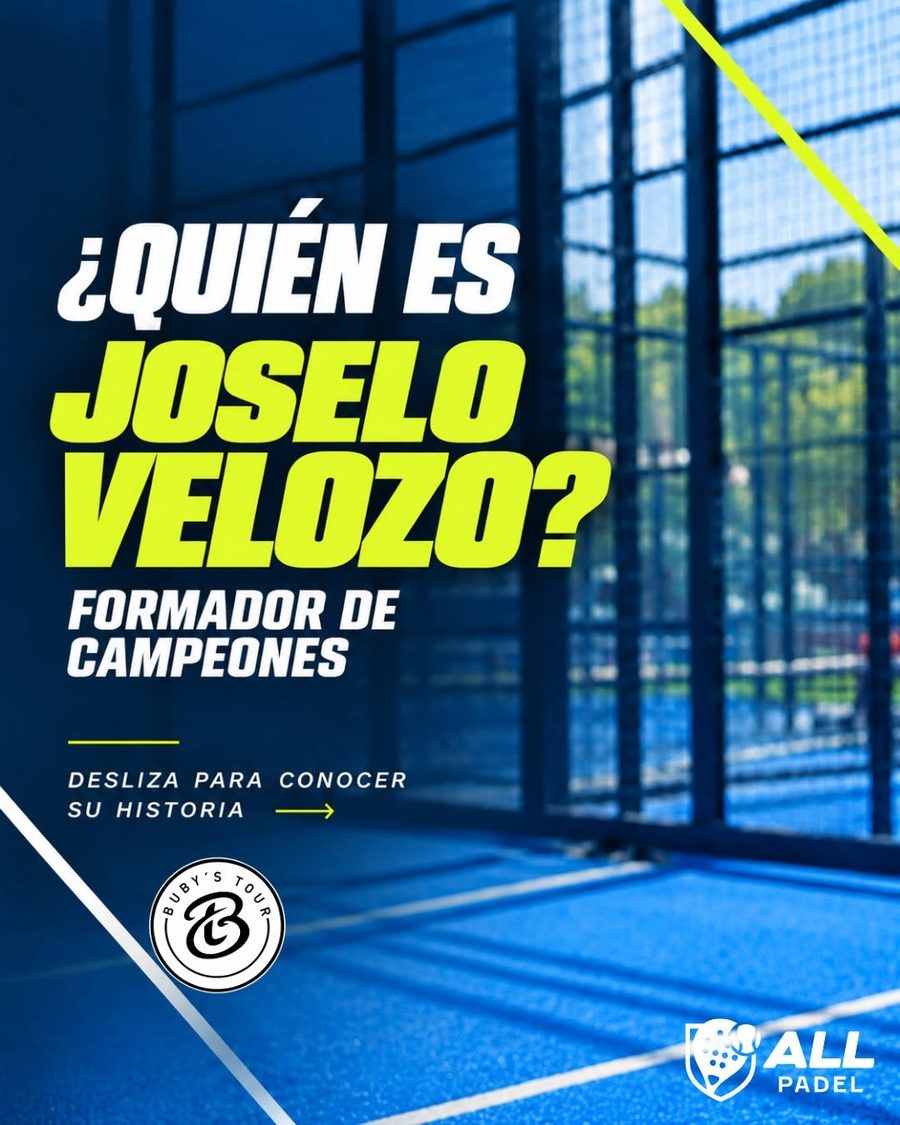 ¿QUIÉN ES
JOSELO
VELOZO?
FORMADOR DE
CAMPEONES
DESLIZA PARA CONOCER
SU HISTORIA
BUBY'S TOUR
B
ALL
PADEL